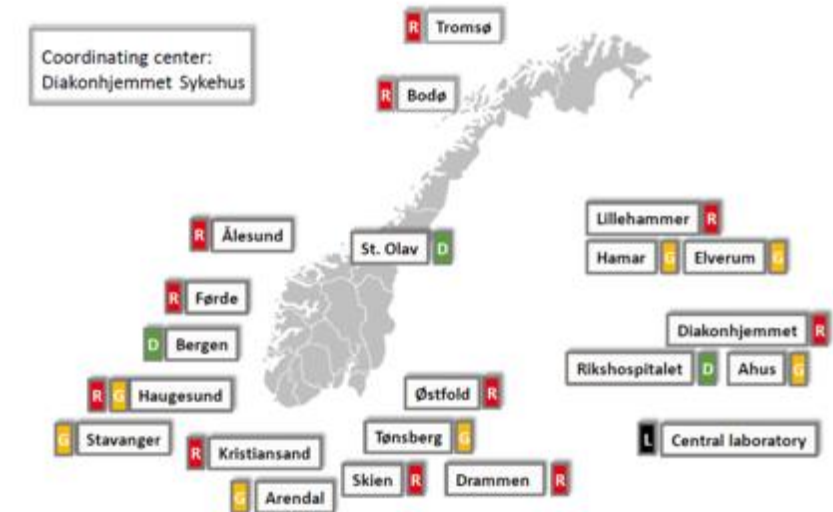 R Tromsø
Coordinating center:
Diakonhjemmet Sykehus
R Bodø
Lillehammer R
R Ålesund
St. Olav D
Hamar G Elverum G
R Førde
Diakonhjemmet R
D Bergen
Rikshospitalet D Ahus G
R G Haugesund
Østfold R
G Stavanger
Tønsberg G
L Central laboratory
R Kristiansand
Skien R
Drammen R
G Arendal